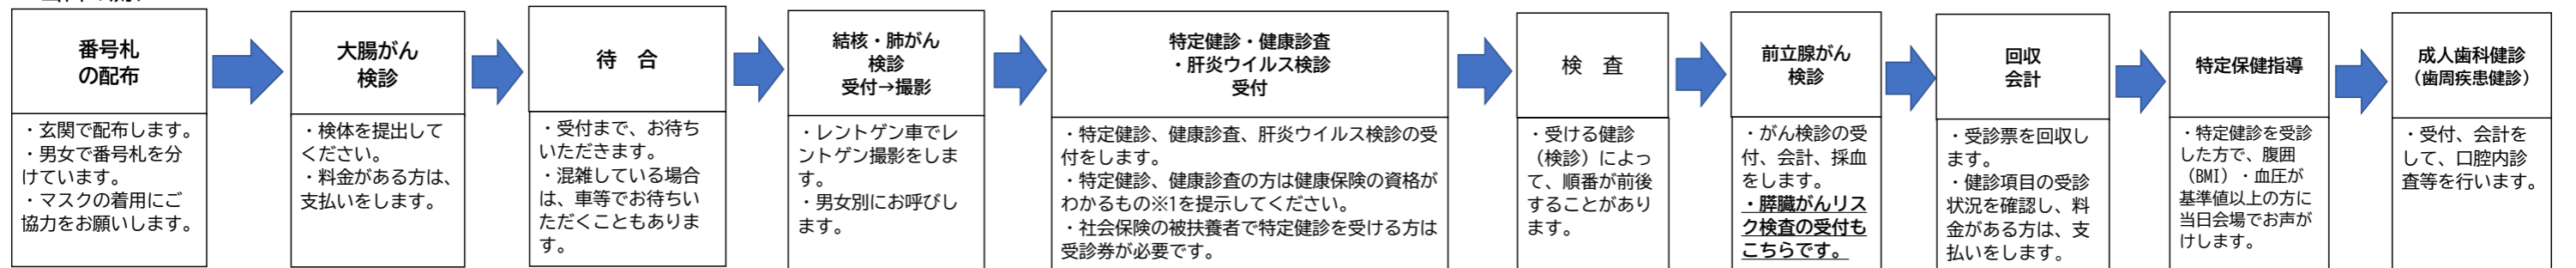 番号札
の配布
・玄関で配布します。
・男女で番号札を分
けています。
・マスクの着用にご
協力をお願いします。
大腸がん
検診
・検体を提出して
ください。
・料金がある方は、
支払いをします。
待　合
・受付まで、お待ち
いただきます。
・混雑している場合
は、車等でお待ちい
ただくこともありま
す。
結核・肺がん
検診
受付→撮影
・レントゲン車でレ
ントゲン撮影をしま
す。
・男女別にお呼びし
ます。
特定健診・健康診査
・肝炎ウイルス検診
受付
・特定健診、健康診査、肝炎ウイルス検診の受
付をします。
・特定健診、健康診査の方は健康保険の資格が
わかるもの※1を提示してください。
・社会保険の被扶養者で特定健診を受ける方は
受診券が必要です。
検　査
・受ける健診
（検診）によっ
て、順番が前後
することがあり
ます。
前立腺がん
検診
・がん検診の受
付、会計、採血
をします。
・膵臓がんリス
ク検査の受付も
こちらです。
回収
会計
・受診票を回収し
ます。
・健診項目の受診
状況を確認し、料
金がある方は、支
払いをします。
特定保健指導
・特定健診を受診
した方で、腹囲
（BMI）・血圧が
基準値以上の方に
当日会場でお声が
けします。
成人歯科健診
（歯周疾患健診）
・受付、会計を
して、口腔内診
査等を行います。